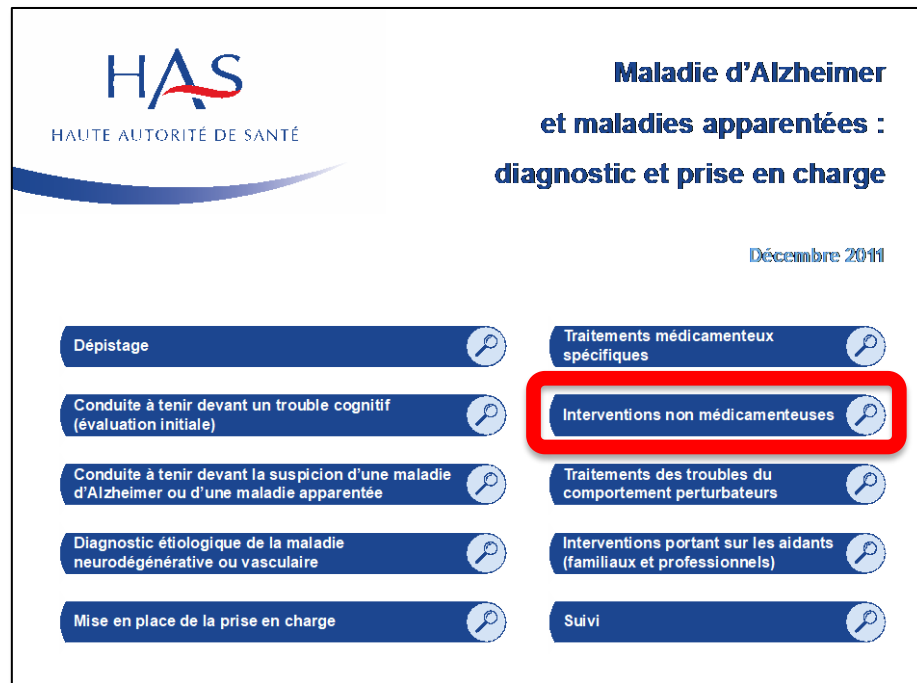 HAS
HAUTE AUTORITÉ DE SANTÉ
Maladie d'Alzheimer
et maladies apparentées :
diagnostic et prise en charge
Décembre 2011
Dépistage
Conduite à tenir devant un trouble cognitif
(évaluation initiale)
Conduite à tenir devant la suspicion d'une maladie
d'Alzheimer ou d'une maladie apparentée
Diagnostic étiologique de la maladie
neurodégénérative ou vasculaire
Mise en place de la prise en charge
Traitements médicamenteux
spécifiques
Interventions non médicamenteuses
Traitements des troubles du
comportement perturbateurs
Interventions portant sur les aidants
(familiaux et professionnels)
Suivi